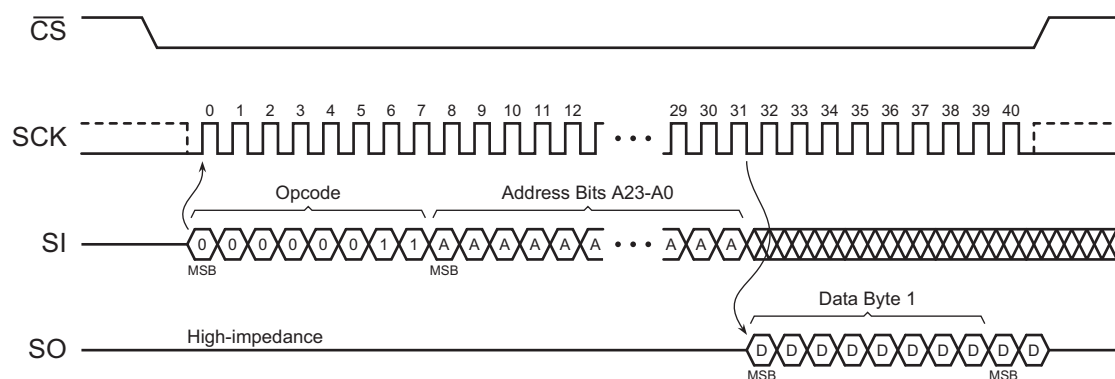 CS
0 1 2 3 4 5 6 7 8 9 10 11 12 29 30 31 32 33 34 35 36 37 38 39 40
SCK
Opcode Address Bits A23-A0
SI 0 0 0 0 0 0 1 1 A A A A A A A A A
MSB MSB
Data Byte 1
High-impedance
SO D D D D D D D D D D
MSB MSB